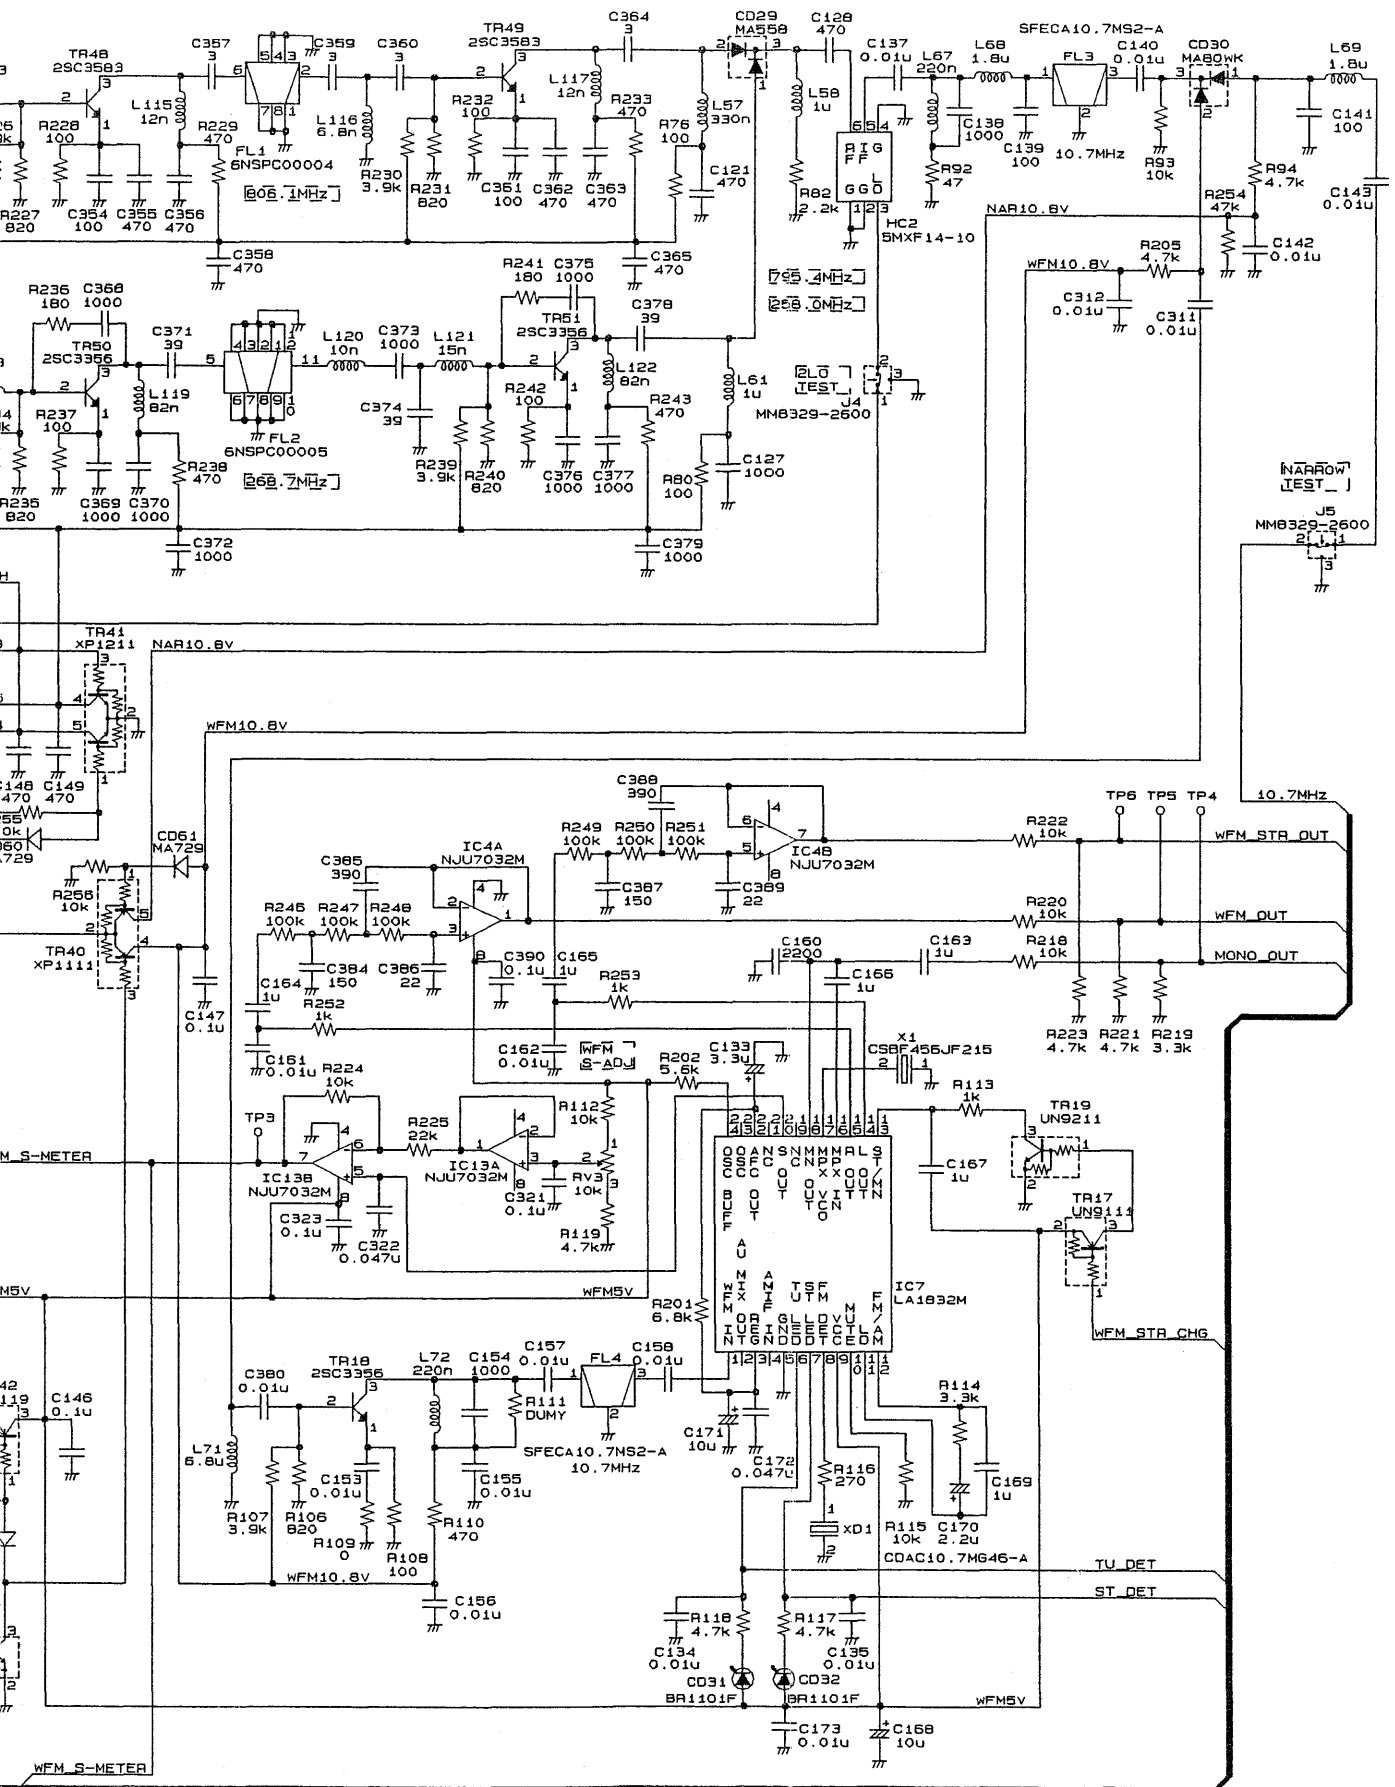 TR48
2SC3583
C357
3
C359
3
C360
3
TR49
2SC3583
C364
3
CD29
MA558
C128
470
C137
0.01u
L67
220n
L68
1.8u
SFECA10.7MS2-A
FL3
C140
0.01u
CD30
MA80WK
L69
1.8u
L115
12n
R228
100
R229
470
FL1
6NSPC00004
806.1MHz
L116
6.8n
R230
3.9k
R231
820
R232
100
L117
12n
R233
470
C361
100
C362
470
C363
470
L57
330n
R76
100
C121
470
L58
1u
R82
2.2k
HC2
5MXF14-10
C138
1000
R92
47
C139
100
10.7MHz
R93
10k
R94
4.7k
R254
47k
C141
100
C143
0.01u
C142
0.01u
R227
820
C354
100
C355
470
C356
470
C358
470
C365
470
NAR10.8V
WFM10.8V
R205
4.7k
C312
0.01u
C311
0.01u
795.4MHz
258.0MHz
R236
180
C368
1000
TR50
2SC3356
C371
39
L119
82n
R237
100
R238
470
FL2
6NSPC00005
268.7MHz
L120
10n
C373
1000
L121
15n
C374
39
R239
3.9k
R240
820
R241
180
C375
1000
TR51
2SC3356
R242
100
L122
82n
C378
39
R243
470
L61
1u
R80
100
C127
1000
2LO
TEST
J4
MM8329-2600
R235
820
C369
1000
C370
1000
C376
1000
C377
1000
C372
1000
C379
1000
NARROW
TEST
J5
MM8329-2600
TR41
XP1211
NAR10.8V
WFM10.8V
C148
470
C149
470
CD61
MA729
R256
10k
TR40
XP1111
C147
0.1u
C385
390
IC4A
NJU7032M
R246
100k
R247
100k
R248
100k
C384
150
C386
22
C164
1u
R252
1k
C161
0.01u
C388
390
R249
100k
R250
100k
R251
100k
C387
150
C389
22
IC4B
NJU7032M
C390
0.1u
C165
1u
R253
1k
C162
0.01u
WFM
S-ADJ
C160
2200
C166
1u
C163
1u
R222
10k
R220
10k
R218
10k
TP6
TP5
TP4
10.7MHz
WFM_STR_OUT
WFM_OUT
MONO_OUT
R223
4.7k
R221
4.7k
R219
3.3k
R224
10k
TP3
R225
22k
IC13B
NJU7032M
IC13A
NJU7032M
C323
0.1u
C322
0.047u
C321
0.1u
R112
10k
RV3
10k
R119
4.7k
R202
5.6k
C133
3.3u
X1
CSBF456JF215
R113
1k
TR19
UN9211
C167
1u
TR17
UN9111
IC7
LA1832M
R201
6.8k
WFM5V
WFM_STR_CHG
C146
0.1u
C380
0.01u
TR18
2SC3356
L72
220n
C154
1000
C157
0.01u
FL4
C158
0.01u
R111
DUMY
SFECA10.7MS2-A
10.7MHz
L71
6.8u
R107
3.9k
R106
820
C153
0.01u
R109
0
R108
100
R110
470
C155
0.01u
C156
0.01u
WFM10.8V
C171
10u
C172
0.047u
R116
270
XD1
CDAC10.7MG46-A
R115
10k
R114
3.3k
C170
2.2u
C169
1u
TU_DET
ST_DET
R118
4.7k
R117
4.7k
C134
0.01u
C135
0.01u
CD31
BR1101F
CD32
BR1101F
WFM5V
C173
0.01u
C168
10u
WFM_S-METER